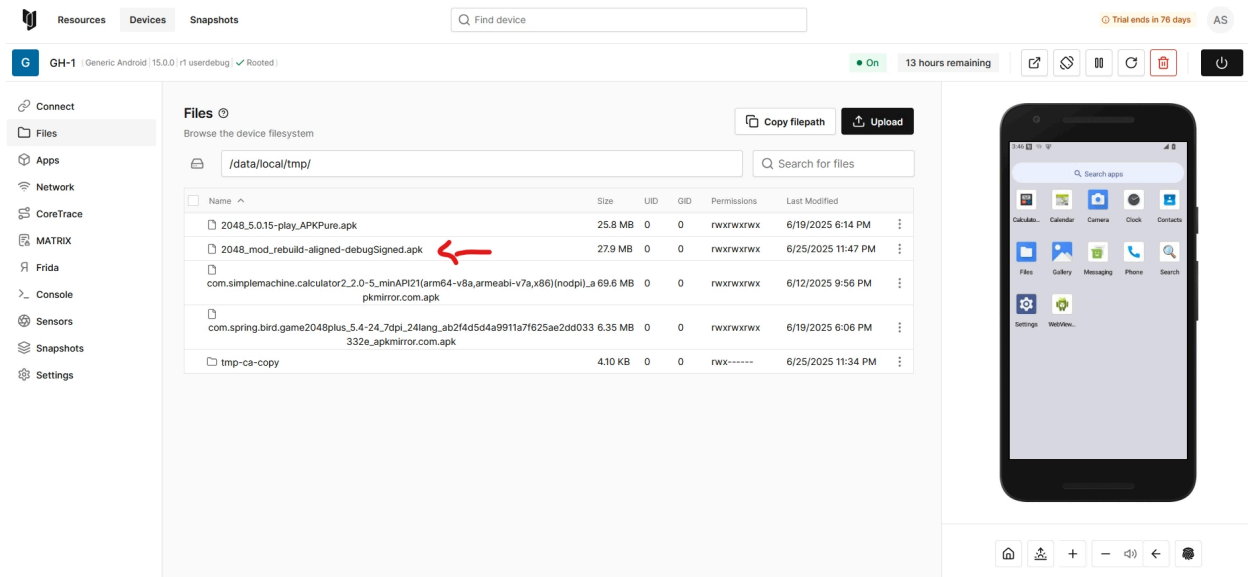 Resources
Devices
Snapshots
Find device
Trial ends in 76 days
AS
G
GH-1
Generic Android
15.0.0
r1 userdebug
Rooted
On
13 hours remaining
Connect
Files
Apps
Network
CoreTrace
MATRIX
Frida
Console
Sensors
Snapshots
Settings
Files
Browse the device filesystem
Copy filepath
Upload
/data/local/tmp/
Search for files
Name Size UID GID Permissions Last Modified
2048_5.0.15-play_APKPure.apk 25.8 MB 0 0 rwxrwxrwx 6/19/2025 6:14 PM
2048_mod_rebuild-aligned-debugSigned.apk 27.9 MB 0 0 rwxrwxrwx 6/25/2025 11:47 PM
com.simplemachine.calculator2_2.0-5_minAPI21(arm64-v8a,armeabi-v7a,x86)(nodpi)_a 69.6 MB 0 0 rwxrwxrwx 6/12/2025 9:56 PM
pkmirror.com.apk
com.spring.bird.game2048plus_5.4-24_7dpi_24lang_ab2f4d5d4a9911a7f625ae2dd033 6.35 MB 0 0 rwxrwxrwx 6/19/2025 6:06 PM
332e_apkmirror.com.apk
tmp-ca-copy 4.10 KB 0 0 rwx------ 6/25/2025 11:34 PM
3:46
Search apps
Calculato... Calendar Camera Clock Contacts
Files Gallery Messaging Phone Search
Settings WebView...